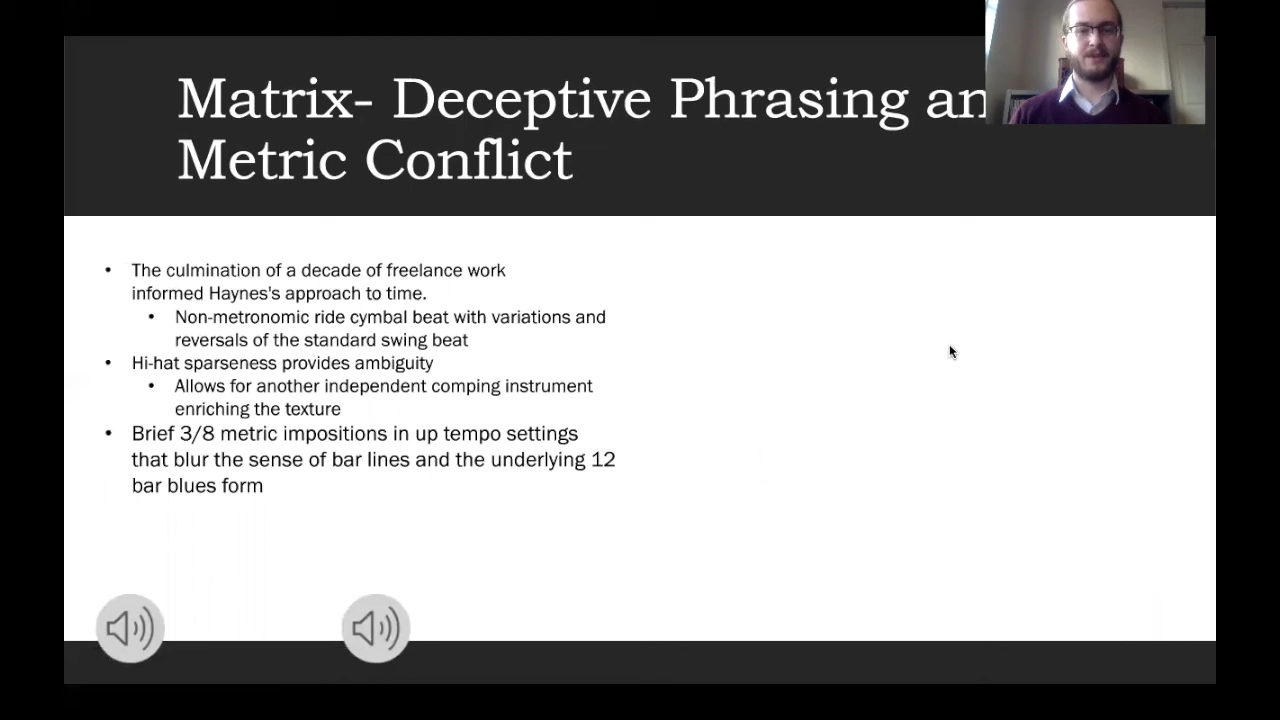 Matrix- Deceptive Phrasing an
Metric Conflict
• The culmination of a decade of freelance work
informed Haynes's approach to time.
• Non-metronomic ride cymbal beat with variations and
reversals of the standard swing beat
• Hi-hat sparseness provides ambiguity
• Allows for another independent comping instrument
enriching the texture
• Brief 3/8 metric impositions in up tempo settings
that blur the sense of bar lines and the underlying 12
bar blues form